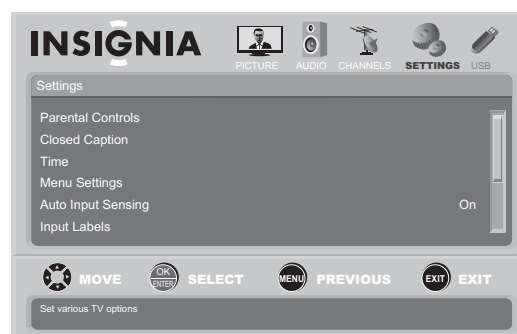 INSIGNIA
PICTURE AUDIO CHANNELS SETTINGS USB
Settings
Parental Controls
Closed Caption
Time
Menu Settings
Auto Input Sensing On
Input Labels
MOVE OK ENTER SELECT MENU PREVIOUS EXIT EXIT
Set various TV options